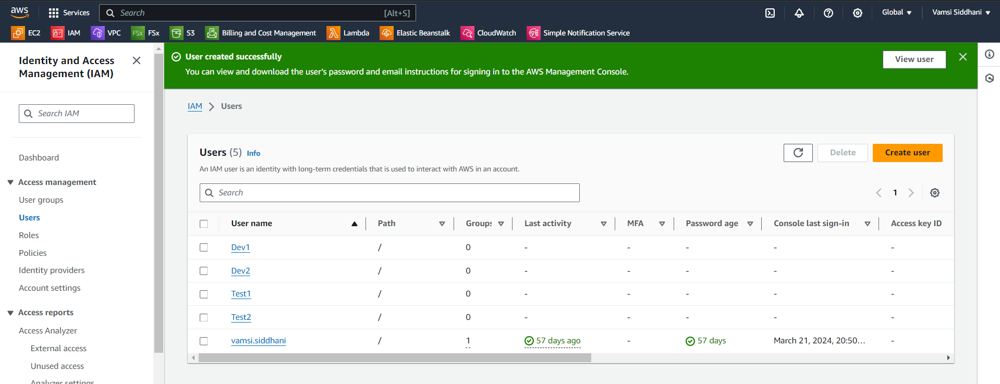 aws
Services
Search
[Alt+S]
Global
Vamsi Siddhani
EC2
IAM
VPC
FSx
FSx
S3
Billing and Cost Management
Lambda
Elastic Beanstalk
CloudWatch
Simple Notification Service
Identity and Access
Management (IAM)
Search IAM
Dashboard
Access management
User groups
Users
Roles
Policies
Identity providers
Account settings
Access reports
Access Analyzer
External access
Unused access
Analyzer settings
User created successfully
You can view and download the user's password and email instructions for signing in to the AWS Management Console.
View user
IAM > Users
Users (5) Info
Delete
Create user
An IAM user is an identity with long-term credentials that is used to interact with AWS in an account.
Search
1
User name Path Groups Last activity MFA Password age Console last sign-in Access key ID
Dev1 / 0 - - - - -
Dev2 / 0 - - - - -
Test1 / 0 - - - - -
Test2 / 0 - - - - -
vamsi.siddhani / 1 57 days ago - 57 days March 21, 2024, 20:50... -